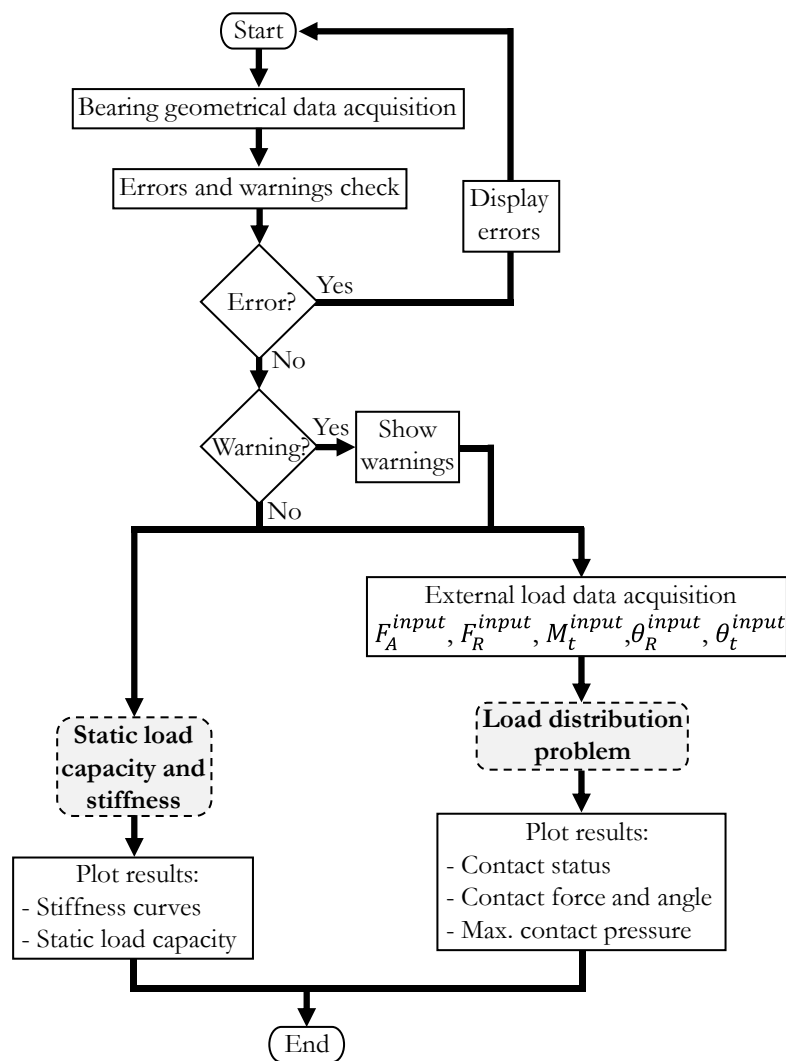 Start
Bearing geometrical data acquisition
Errors and warnings check
Display
errors
Yes
Error?
No
Yes
Warning?
Show
warnings
No
External load data acquisition
$F_A^{input}$, $F_R^{input}$, $M_t^{input}$,$\theta_R^{input}$, $\theta_t^{input}$
Static load
capacity and
stiffness
Load distribution
problem
Plot results:
- Stiffness curves
- Static load capacity
Plot results:
- Contact status
- Contact force and angle
- Max. contact pressure
End